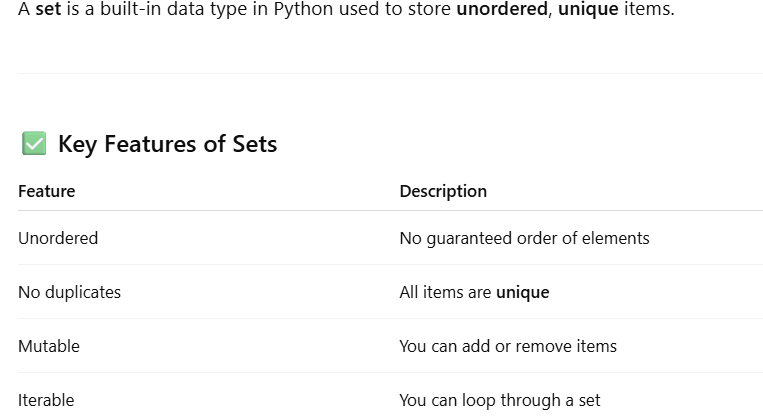 A set is a built-in data type in Python used to store unordered, unique items.
✅ Key Features of Sets
Feature Description
Unordered No guaranteed order of elements
No duplicates All items are unique
Mutable You can add or remove items
Iterable You can loop through a set